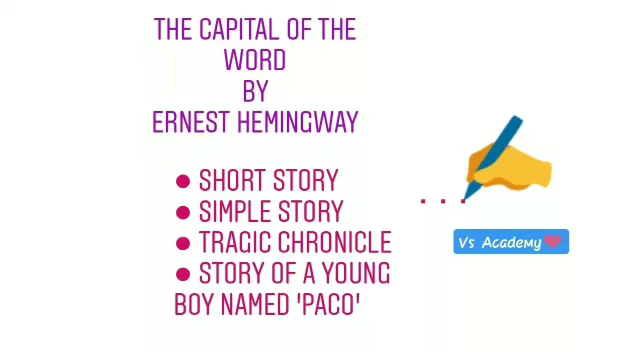 THE CAPITAL OF THE
WORD
BY
ERNEST HEMINGWAY
● SHORT STORY
● SIMPLE STORY
● TRAGIC CHRONICLE
● STORY OF A YOUNG
BOY NAMED 'PACO'
. . .
Vs Academy